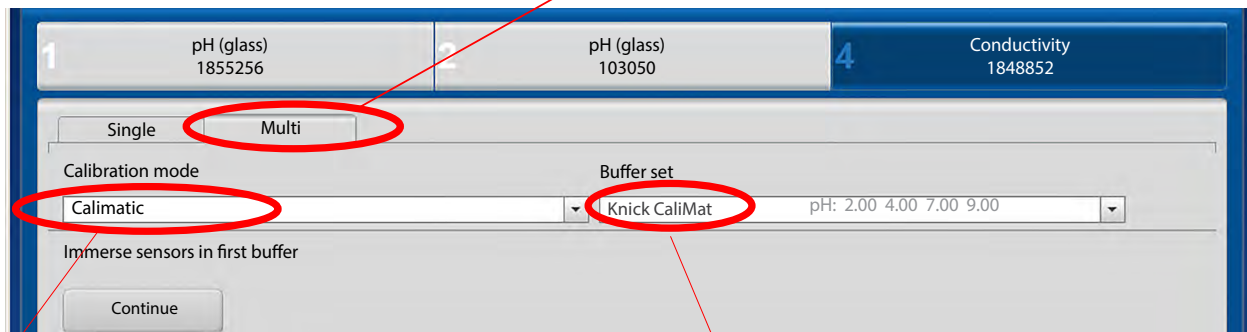 1 pH (glass) 1855256
2 pH (glass) 103050
4 Conductivity 1848852
Single Multi
Calibration mode Buffer set
Calimatic Knick CaliMat pH: 2.00 4.00 7.00 9.00
Immerse sensors in first buffer
Continue